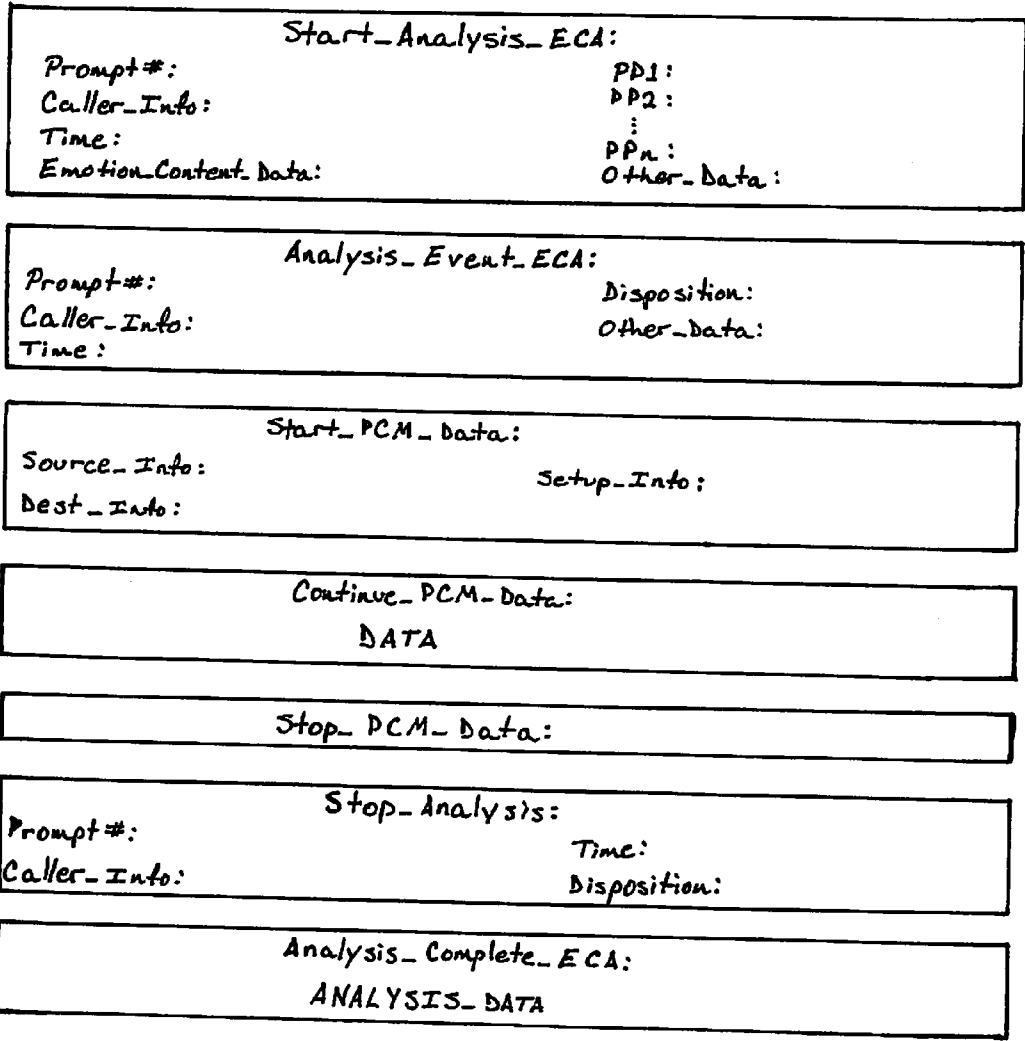 Start_Analysis_ECA:
Prompt#: PD1:
Caller_Info: PP2:
Time: ⋮
Emotion_Content_Data: PPn:
Other_Data:
Analysis_Event_ECA:
Prompt#: Disposition:
Caller_Info: Other_Data:
Time:
Start_PCM_Data:
Source_Info: Setup_Info:
Dest_Info:
Continue_PCM_Data:
DATA
Stop_PCM_Data:
Stop_Analysis:
Prompt#: Time:
Caller_Info: Disposition:
Analysis_Complete_ECA:
ANALYSIS_DATA